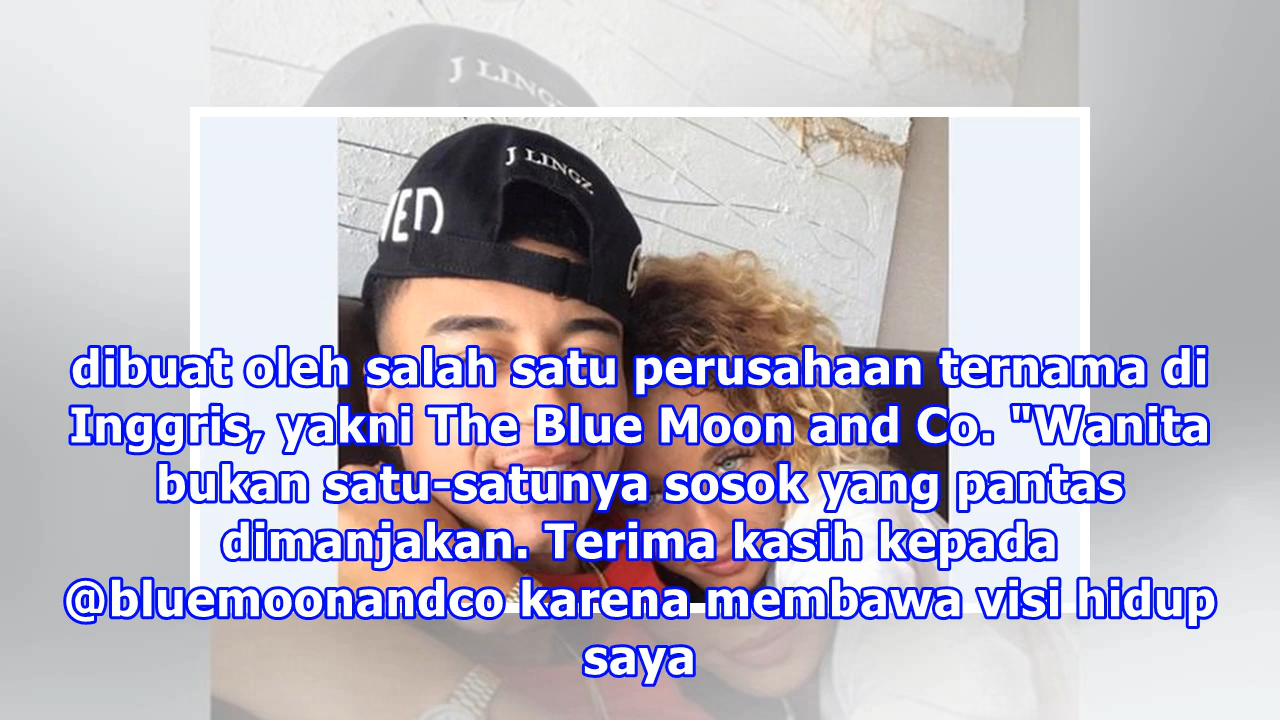 J LINGZ
J LINGZ
dibuat oleh salah satu perusahaan ternama di
Inggris, yakni The Blue Moon and Co. "Wanita
bukan satu-satunya sosok yang pantas
dimanjakan. Terima kasih kepada
@bluemoonandco karena membawa visi hidup
saya